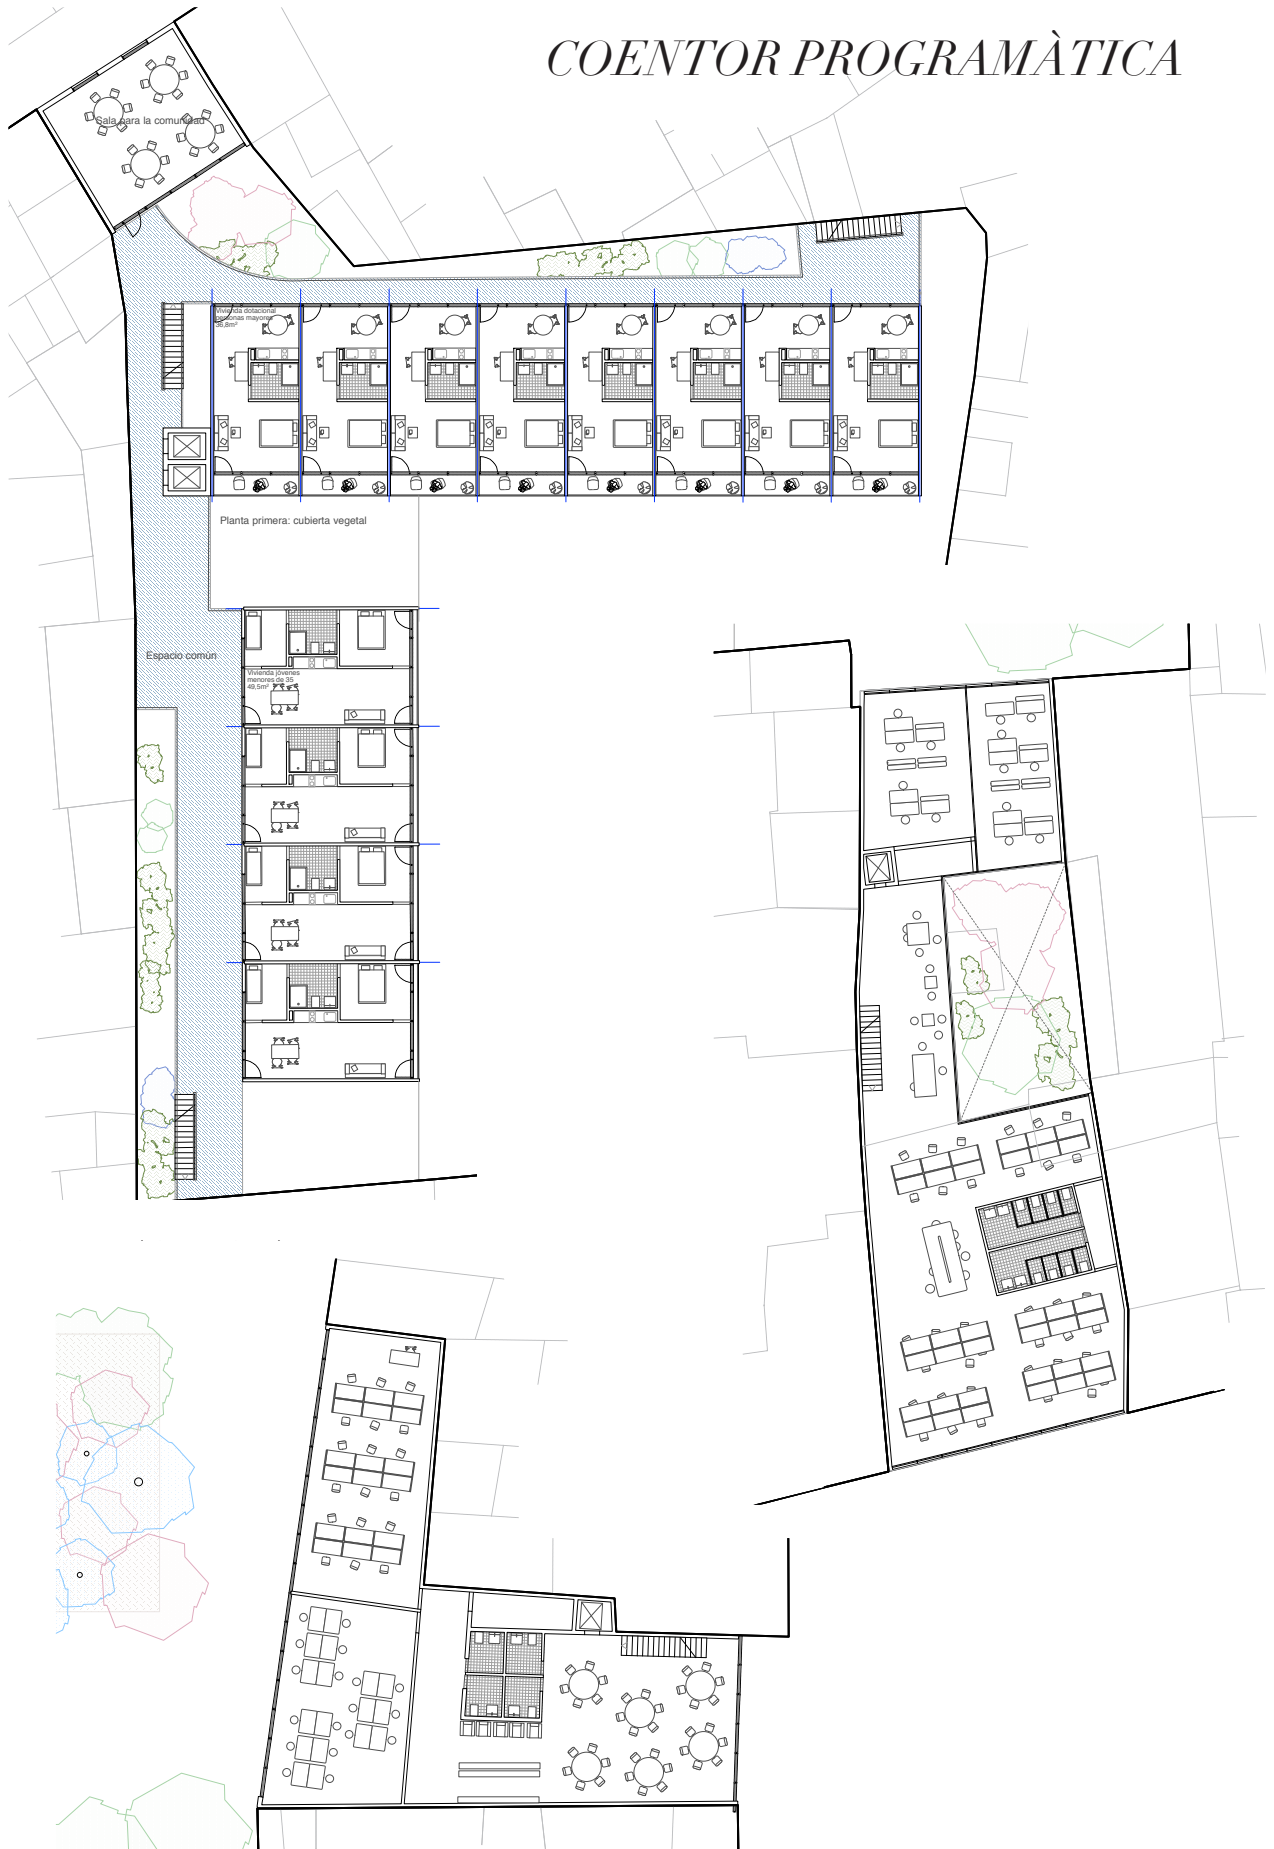 COENTOR PROGRAMÀTICA
Sala para la comunidad
Vivienda dotacional
personas mayores
36,8m²
Planta primera: cubierta vegetal
Espacio común
Vivienda jóvenes
menores de 35
49,5m²